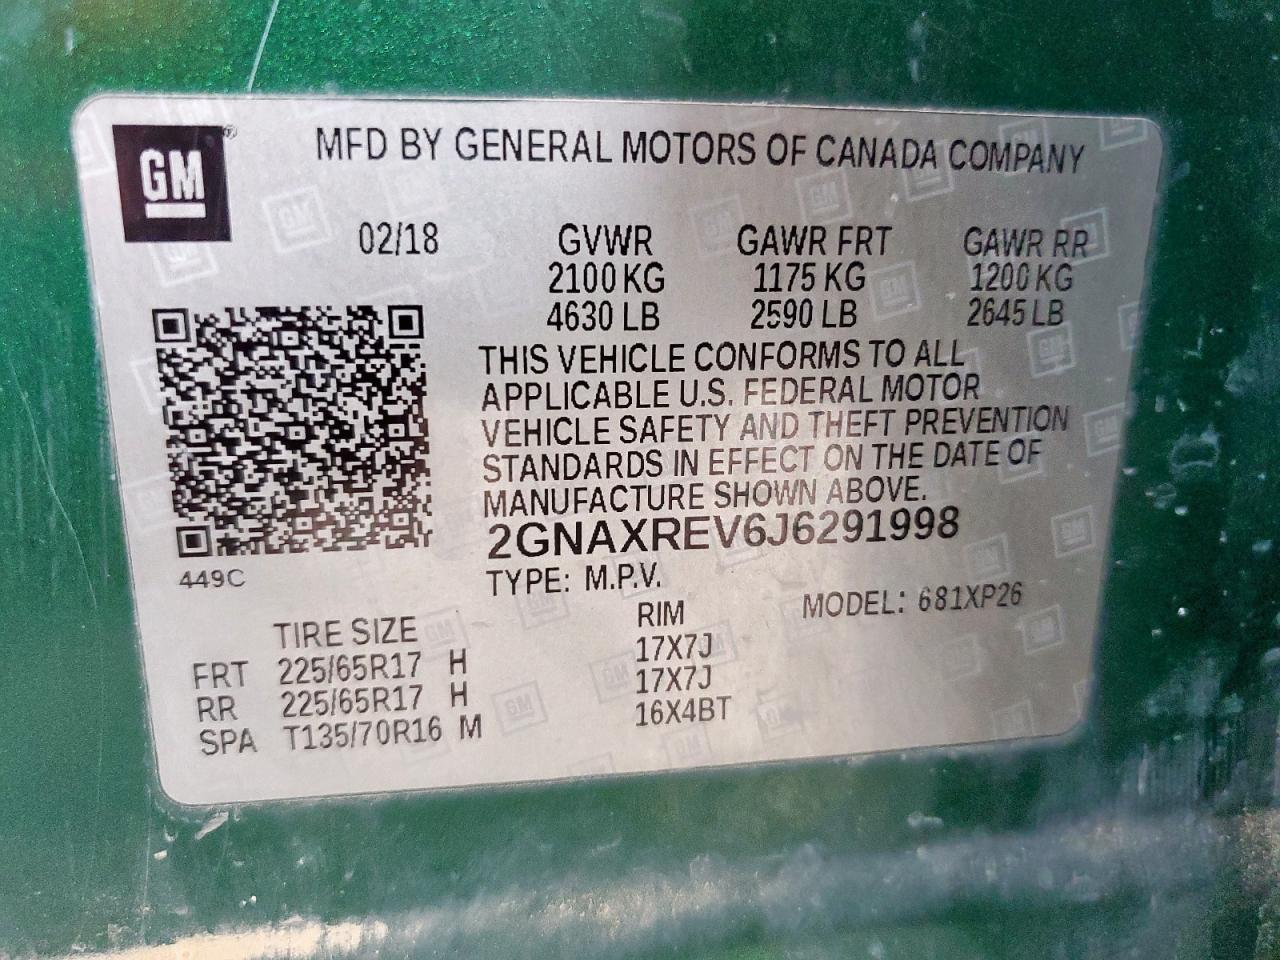 GM®
MFD BY GENERAL MOTORS OF CANADA COMPANY
02/18 GVWR GAWR FRT GAWR RR
2100 KG 1175 KG 1200 KG
4630 LB 2590 LB 2645 LB
THIS VEHICLE CONFORMS TO ALL
APPLICABLE U.S. FEDERAL MOTOR
VEHICLE SAFETY AND THEFT PREVENTION
STANDARDS IN EFFECT ON THE DATE OF
MANUFACTURE SHOWN ABOVE.
2GNAXREV6J6291998
449C
TYPE: M.P.V. MODEL: 681XP26
TIRE SIZE RIM
FRT 225/65R17 H 17X7J
RR 225/65R17 H 17X7J
SPA T135/70R16 M 16X4BT